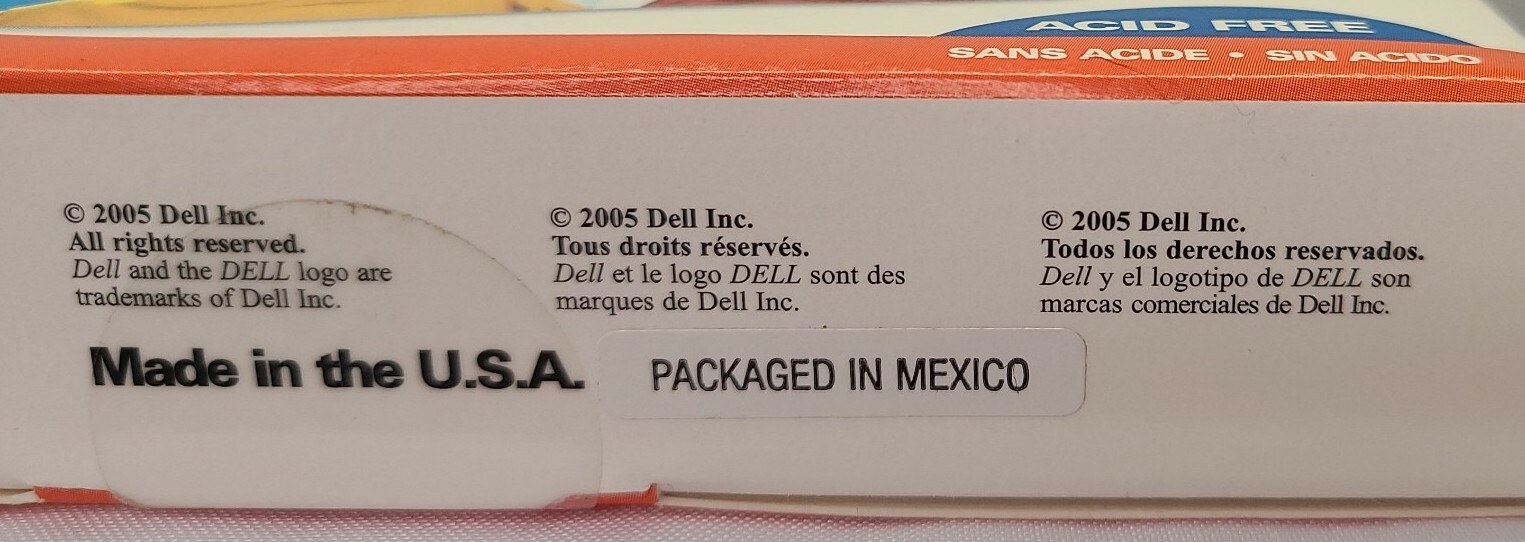 ACID FREE
SANS ACIDE • SIN ACIDO
© 2005 Dell Inc.
All rights reserved.
Dell and the DELL logo are
trademarks of Dell Inc.
© 2005 Dell Inc.
Tous droits réservés.
Dell et le logo DELL sont des
marques de Dell Inc.
© 2005 Dell Inc.
Todos los derechos reservados.
Dell y el logotipo de DELL son
marcas comerciales de Dell Inc.
Made in the U.S.A.
PACKAGED IN MEXICO